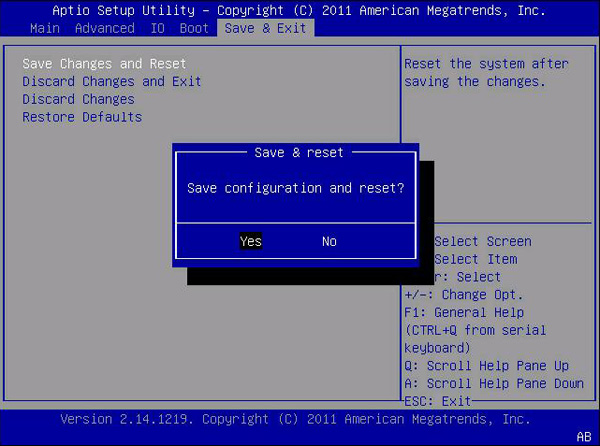 Aptio Setup Utility – Copyright (C) 2011 American Megatrends, Inc.
Main Advanced IO Boot Save & Exit
Save Changes and Reset
Discard Changes and Exit
Discard Changes
Restore Defaults
Reset the system after
saving the changes.
Save & reset
Save configuration and reset?
Yes No
Select Screen
Select Item
r: Select
+/-: Change Opt.
F1: General Help
(CTRL+Q from serial
keyboard)
Q: Scroll Help Pane Up
A: Scroll Help Pane Down
ESC: Exit
Version 2.14.1219. Copyright (C) 2011 American Megatrends, Inc.
AB